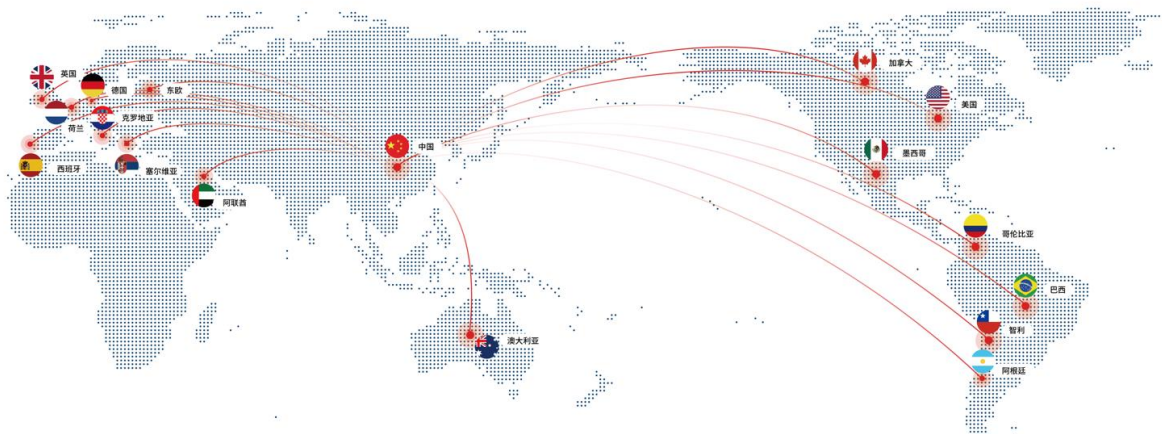 英国
德国
东欧
荷兰
克罗地亚
西班牙
塞尔维亚
阿联酋
中国
澳大利亚
加拿大
美国
墨西哥
哥伦比亚
巴西
智利
阿根廷